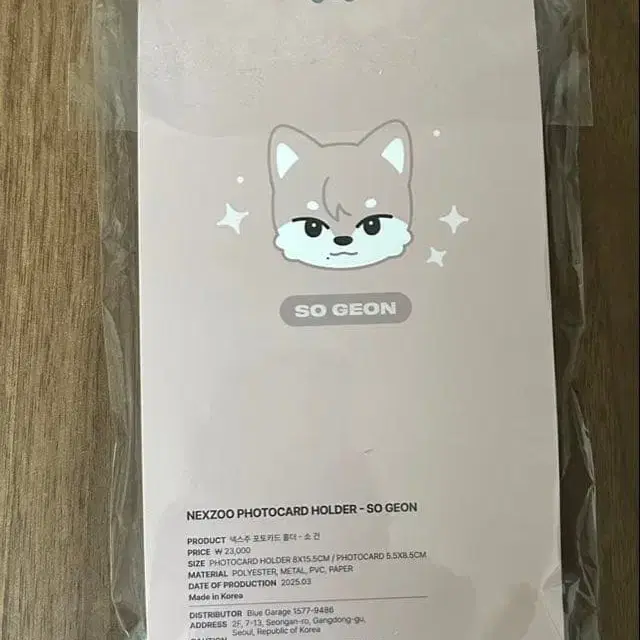 SO GEON
NEXZOO PHOTOCARD HOLDER - SO GEON
PRODUCT 넥스주 포토카드 홀더 - 소 건
PRICE ₩ 23,000
SIZE PHOTOCARD HOLDER 8X15.5CM / PHOTOCARD 5.5X8.5CM
MATERIAL POLYESTER, METAL, PVC, PAPER
DATE OF PRODUCTION 2025.03
Made in Korea
DISTRIBUTOR Blue Garage 1577-9486
ADDRESS 2F, 7-13, Seongan-ro, Gangdong-gu,
Seoul, Republic of Korea